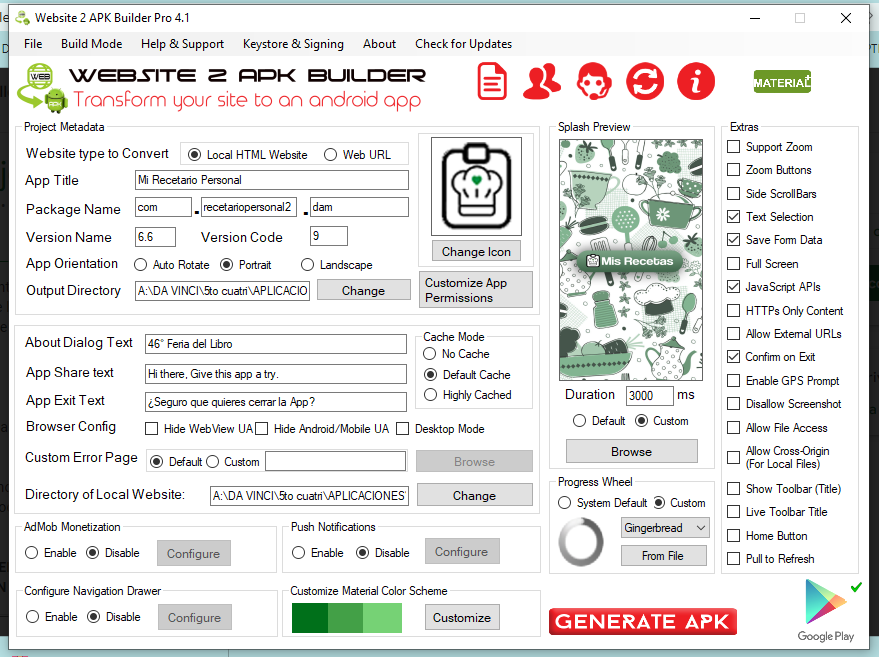 Website 2 APK Builder Pro 4.1
File Build Mode Help & Support Keystore & Signing About Check for Updates
WEB
APK
WEBSITE 2 APK BUILDER
Transform your site to an android app
MATERIAL
Project Metadata
Website type to Convert Local HTML Website Web URL
App Title Mi Recetario Personal
Package Name com . recetariopersonal2 . dam
Version Name 6.6 Version Code 9
App Orientation Auto Rotate Portrait Landscape
Output Directory A:\DA VINCI\5to cuatri\APLICACIO Change
Change Icon
Customize App
Permissions
About Dialog Text 46° Feria del Libro
App Share text Hi there, Give this app a try.
App Exit Text ¿Seguro que quieres cerrar la App?
Browser Config Hide WebView UA Hide Android/Mobile UA Desktop Mode
Custom Error Page Default Custom Browse
Directory of Local Website: A:\DA VINCI\5to cuatri\APLICACIONES' Change
Cache Mode
No Cache
Default Cache
Highly Cached
AdMob Monetization
Enable Disable Configure
Push Notifications
Enable Disable Configure
Configure Navigation Drawer
Enable Disable Configure
Customize Material Color Scheme
Customize
Splash Preview
Mis Recetas
Duration 3000 ms
Default Custom
Browse
Progress Wheel
System Default Custom
Gingerbread
From File
GENERATE APK
Extras
Support Zoom
Zoom Buttons
Side ScrollBars
Text Selection
Save Form Data
Full Screen
JavaScript APIs
HTTPs Only Content
Allow External URLs
Confirm on Exit
Enable GPS Prompt
Disallow Screenshot
Allow File Access
Allow Cross-Origin
(For Local Files)
Show Toolbar (Title)
Live Toolbar Title
Home Button
Pull to Refresh
Google Play